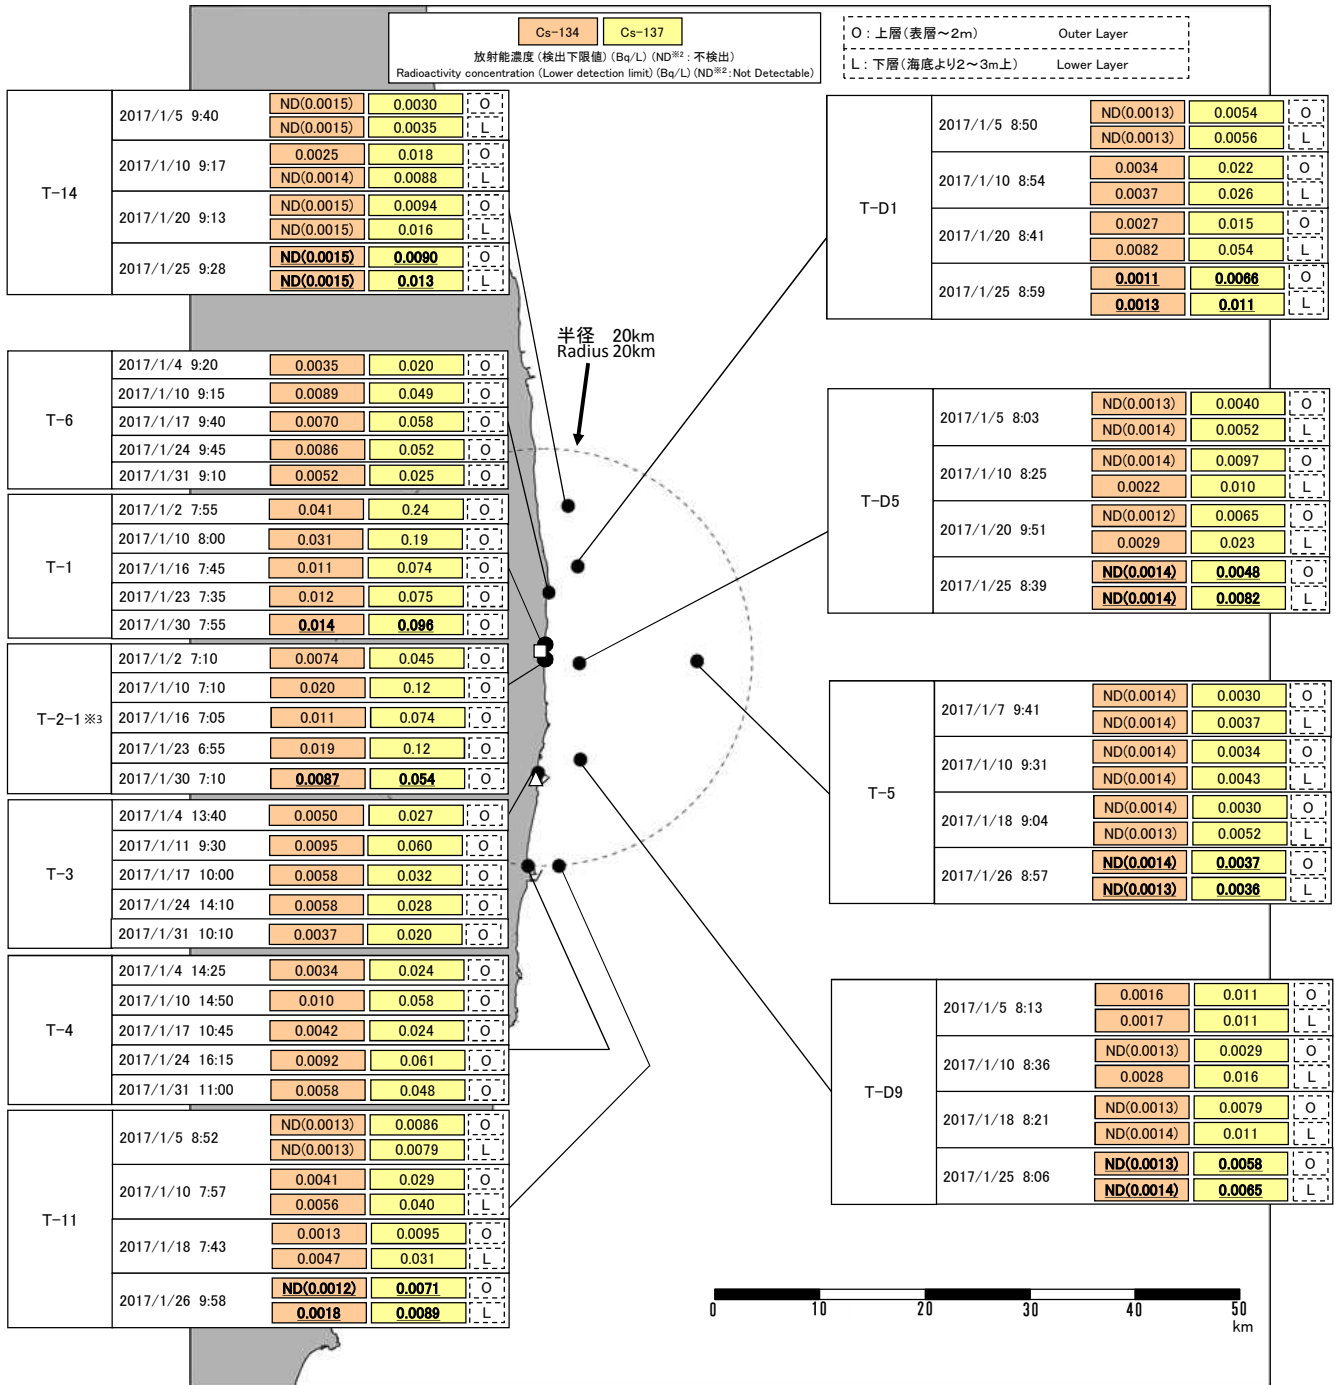 Cs-134 Cs-137
放射能濃度(検出下限値)(Bq/L)(ND※2:不検出)
Radioactivity concentration(Lower detection limit)(Bq/L)(ND※2:Not Detectable)
O:上層(表層~2m) Outer Layer
L:下層(海底より2~3m上) Lower Layer
T-14
2017/1/5 9:40
ND(0.0015) 0.0030 O
ND(0.0015) 0.0035 L
2017/1/10 9:17
0.0025 0.018 O
ND(0.0014) 0.0088 L
2017/1/20 9:13
ND(0.0015) 0.0094 O
ND(0.0015) 0.016 L
2017/1/25 9:28
ND(0.0015) 0.0090 O
ND(0.0015) 0.013 L
T-6
2017/1/4 9:20 0.0035 0.020 O
2017/1/10 9:15 0.0089 0.049 O
2017/1/17 9:40 0.0070 0.058 O
2017/1/24 9:45 0.0086 0.052 O
2017/1/31 9:10 0.0052 0.025 O
T-1
2017/1/2 7:55 0.041 0.24 O
2017/1/10 8:00 0.031 0.19 O
2017/1/16 7:45 0.011 0.074 O
2017/1/23 7:35 0.012 0.075 O
2017/1/30 7:55 0.014 0.096 O
T-2-1※3
2017/1/2 7:10 0.0074 0.045 O
2017/1/10 7:10 0.020 0.12 O
2017/1/16 7:05 0.011 0.074 O
2017/1/23 6:55 0.019 0.12 O
2017/1/30 7:10 0.0087 0.054 O
T-3
2017/1/4 13:40 0.0050 0.027 O
2017/1/11 9:30 0.0095 0.060 O
2017/1/17 10:00 0.0058 0.032 O
2017/1/24 14:10 0.0058 0.028 O
2017/1/31 10:10 0.0037 0.020 O
T-4
2017/1/4 14:25 0.0034 0.024 O
2017/1/10 14:50 0.010 0.058 O
2017/1/17 10:45 0.0042 0.024 O
2017/1/24 16:15 0.0092 0.061 O
2017/1/31 11:00 0.0058 0.048 O
T-11
2017/1/5 8:52
ND(0.0013) 0.0086 O
ND(0.0013) 0.0079 L
2017/1/10 7:57
0.0041 0.029 O
0.0056 0.040 L
2017/1/18 7:43
0.0013 0.0095 O
0.0047 0.031 L
2017/1/26 9:58
ND(0.0012) 0.0071 O
0.0018 0.0089 L
半径 20km
Radius 20km
T-D1
2017/1/5 8:50
ND(0.0013) 0.0054 O
ND(0.0013) 0.0056 L
2017/1/10 8:54
0.0034 0.022 O
0.0037 0.026 L
2017/1/20 8:41
0.0027 0.015 O
0.0082 0.054 L
2017/1/25 8:59
0.0011 0.0066 O
0.0013 0.011 L
T-D5
2017/1/5 8:03
ND(0.0013) 0.0040 O
ND(0.0014) 0.0052 L
2017/1/10 8:25
ND(0.0014) 0.0097 O
0.0022 0.010 L
2017/1/20 9:51
ND(0.0012) 0.0065 O
0.0029 0.023 L
2017/1/25 8:39
ND(0.0014) 0.0048 O
ND(0.0014) 0.0082 L
T-5
2017/1/7 9:41
ND(0.0014) 0.0030 O
ND(0.0014) 0.0037 L
2017/1/10 9:31
ND(0.0014) 0.0034 O
ND(0.0014) 0.0043 L
2017/1/18 9:04
ND(0.0014) 0.0030 O
ND(0.0013) 0.0052 L
2017/1/26 8:57
ND(0.0014) 0.0037 O
ND(0.0013) 0.0036 L
T-D9
2017/1/5 8:13
0.0016 0.011 O
0.0017 0.011 L
2017/1/10 8:36
ND(0.0013) 0.0029 O
0.0028 0.016 L
2017/1/18 8:21
ND(0.0013) 0.0079 O
ND(0.0014) 0.011 L
2017/1/25 8:06
ND(0.0013) 0.0058 O
ND(0.0014) 0.0065 L
0 10 20 30 40 50
km